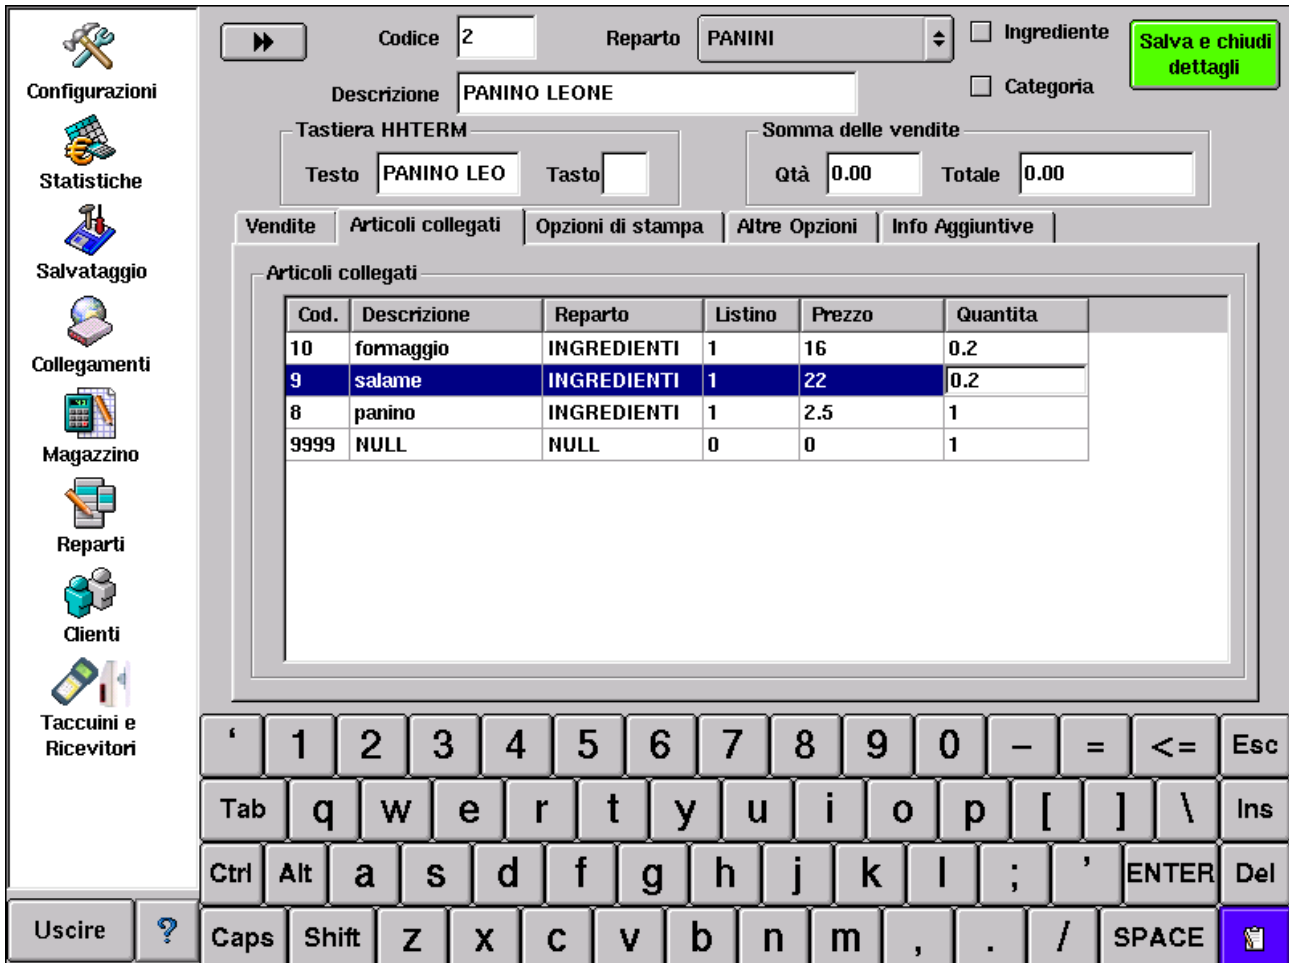 Configurazioni
Statistiche
Salvataggio
Collegamenti
Magazzino
Reparti
Clienti
Taccuini e
Ricevitori
Uscire ?
Codice 2 Reparto PANINI Ingrediente
Salva e chiudi
dettagli
Descrizione PANINO LEONE Categoria
Tastiera HHTERM
Testo PANINO LEO Tasto
Somma delle vendite
Qtà 0.00 Totale 0.00
Vendite Articoli collegati Opzioni di stampa Altre Opzioni Info Aggiuntive
Articoli collegati
Cod. Descrizione Reparto Listino Prezzo Quantita
10 formaggio INGREDIENTI 1 16 0.2
9 salame INGREDIENTI 1 22 0.2
8 panino INGREDIENTI 1 2.5 1
9999 NULL NULL 0 0 1
‘ 1 2 3 4 5 6 7 8 9 0 – = <= Esc
Tab q w e r t y u i o p [ ] \ Ins
Ctrl Alt a s d f g h j k l ; ’ ENTER Del
Caps Shift z x c v b n m , . / SPACE